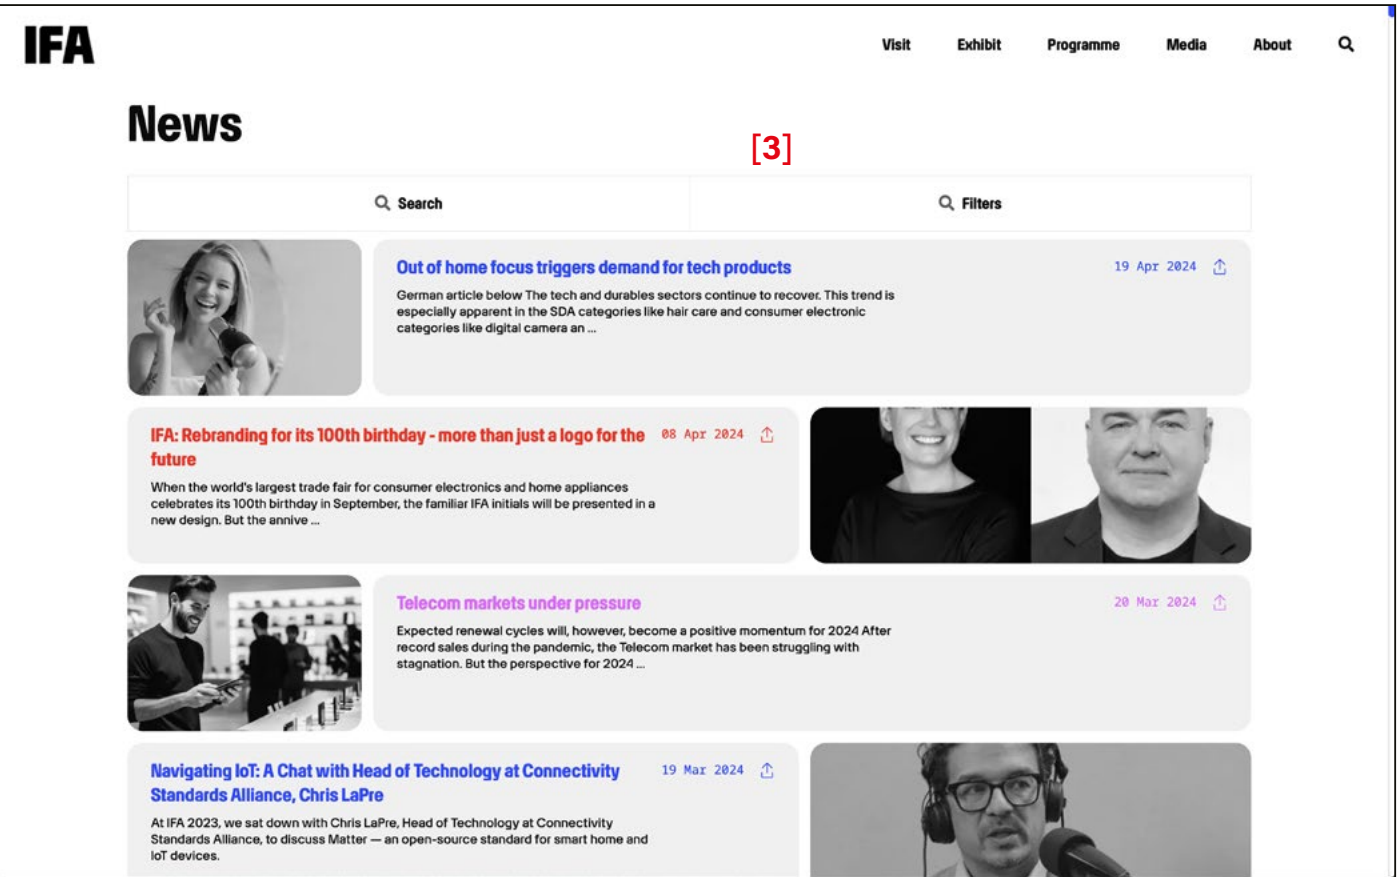 IFA
Visit Exhibit Programme Media About
News
[3]
Search Filters
Out of home focus triggers demand for tech products 19 Apr 2024
German article below The tech and durables sectors continue to recover. This trend is
especially apparent in the SDA categories like hair care and consumer electronic
categories like digital camera an ...
IFA: Rebranding for its 100th birthday - more than just a logo for the 08 Apr 2024
future
When the world's largest trade fair for consumer electronics and home appliances
celebrates its 100th birthday in September, the familiar IFA initials will be presented in a
new design. But the annive ...
Telecom markets under pressure 20 Mar 2024
Expected renewal cycles will, however, become a positive momentum for 2024 After
record sales during the pandemic, the Telecom market has been struggling with
stagnation. But the perspective for 2024 ...
Navigating IoT: A Chat with Head of Technology at Connectivity 19 Mar 2024
Standards Alliance, Chris LaPre
At IFA 2023, we sat down with Chris LaPre, Head of Technology at Connectivity
Standards Alliance, to discuss Matter — an open-source standard for smart home and
IoT devices.